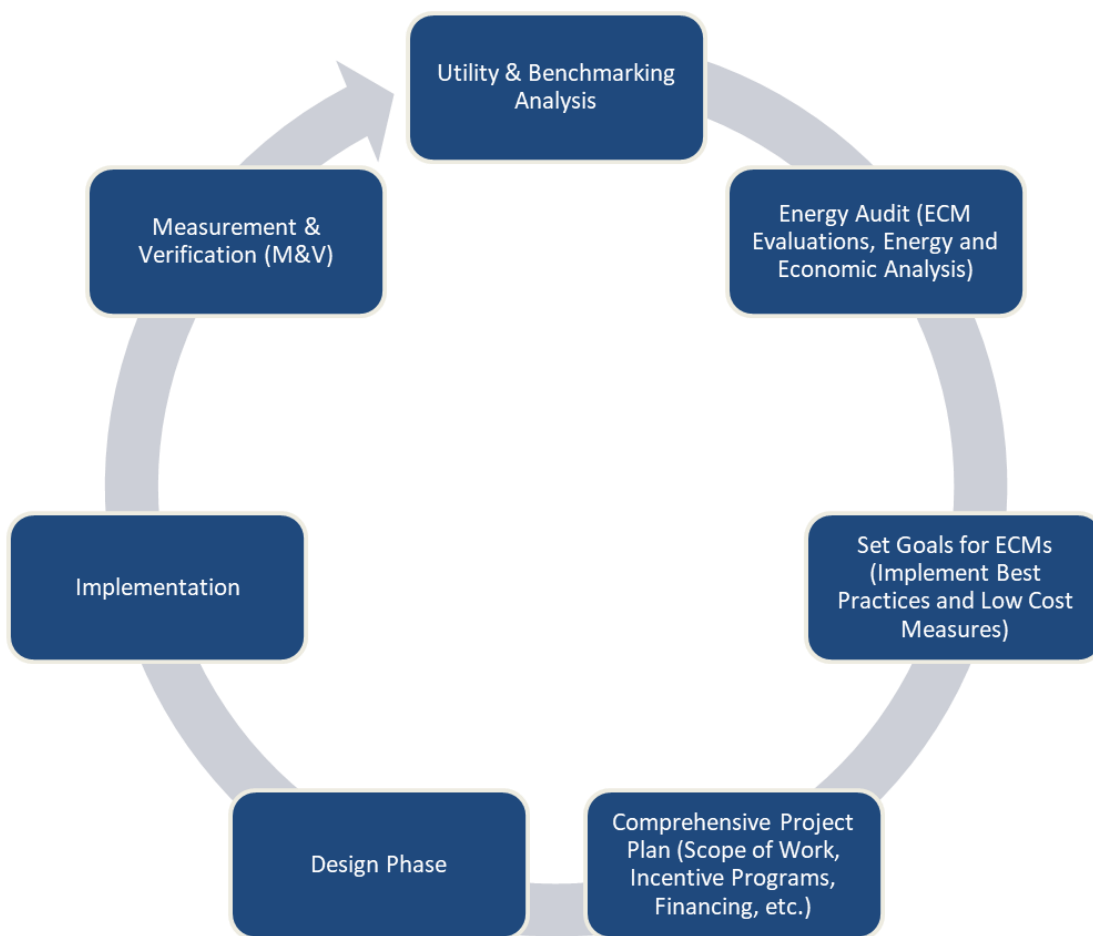 Utility & Benchmarking
Analysis
Energy Audit (ECM
Evaluations, Energy and
Economic Analysis)
Set Goals for ECMs
(Implement Best
Practices and Low Cost
Measures)
Comprehensive Project
Plan (Scope of Work,
Incentive Programs,
Financing, etc.)
Design Phase
Implementation
Measurement &
Verification (M&V)